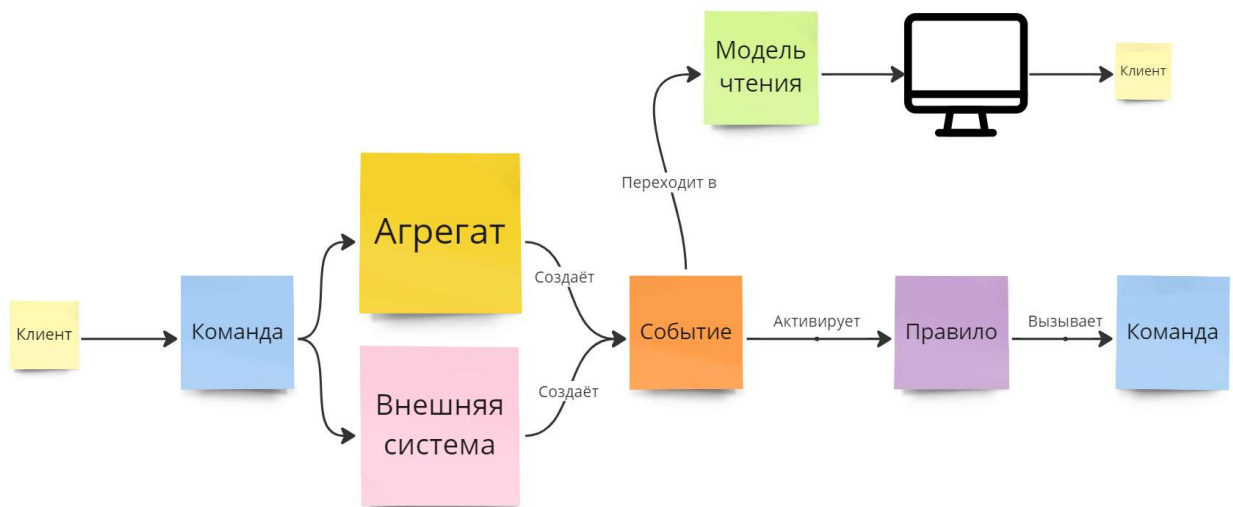 Модель
чтения
Клиент
Переходит в
Агрегат
Создаёт
Клиент
Команда
Событие
Активирует
Правило
Вызывает
Команда
Создаёт
Внешняя
система